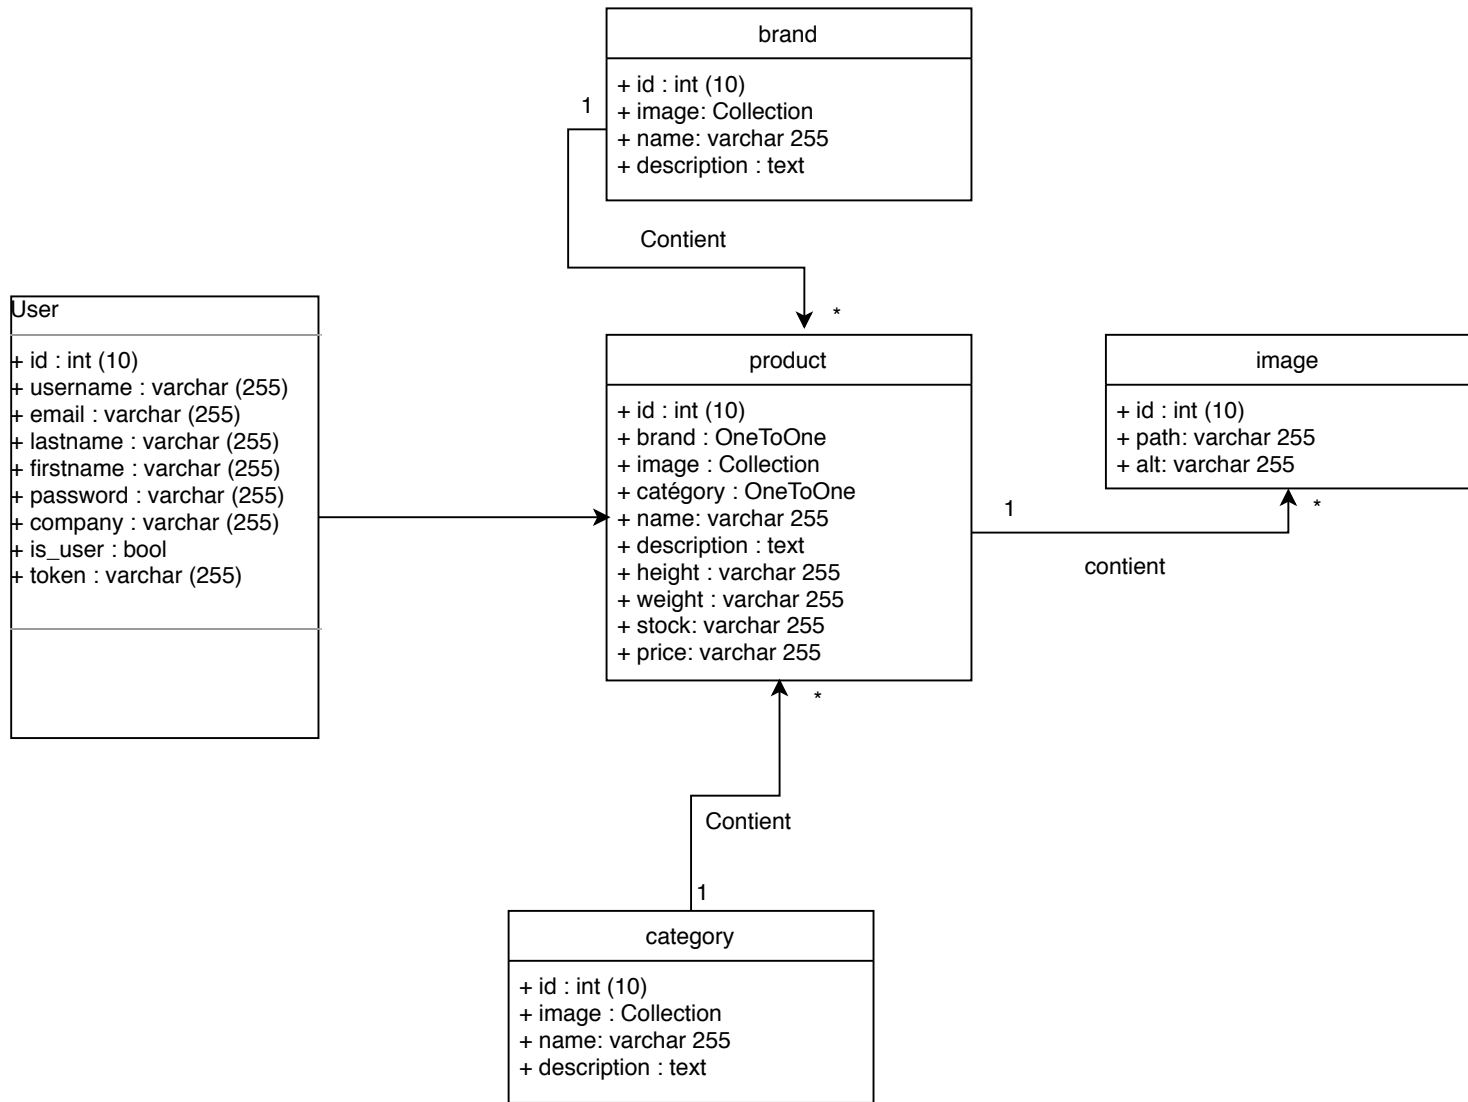 brand
+ id : int (10)
+ image: Collection
+ name: varchar 255
+ description : text
1
Contient
*
User
+ id : int (10)
+ username : varchar (255)
+ email : varchar (255)
+ lastname : varchar (255)
+ firstname : varchar (255)
+ password : varchar (255)
+ company : varchar (255)
+ is_user : bool
+ token : varchar (255)
product
+ id : int (10)
+ brand : OneToOne
+ image : Collection
+ catégory : OneToOne
+ name: varchar 255
+ description : text
+ height : varchar 255
+ weight : varchar 255
+ stock: varchar 255
+ price: varchar 255
image
+ id : int (10)
+ path: varchar 255
+ alt: varchar 255
1
*
contient
*
Contient
1
category
+ id : int (10)
+ image : Collection
+ name: varchar 255
+ description : text